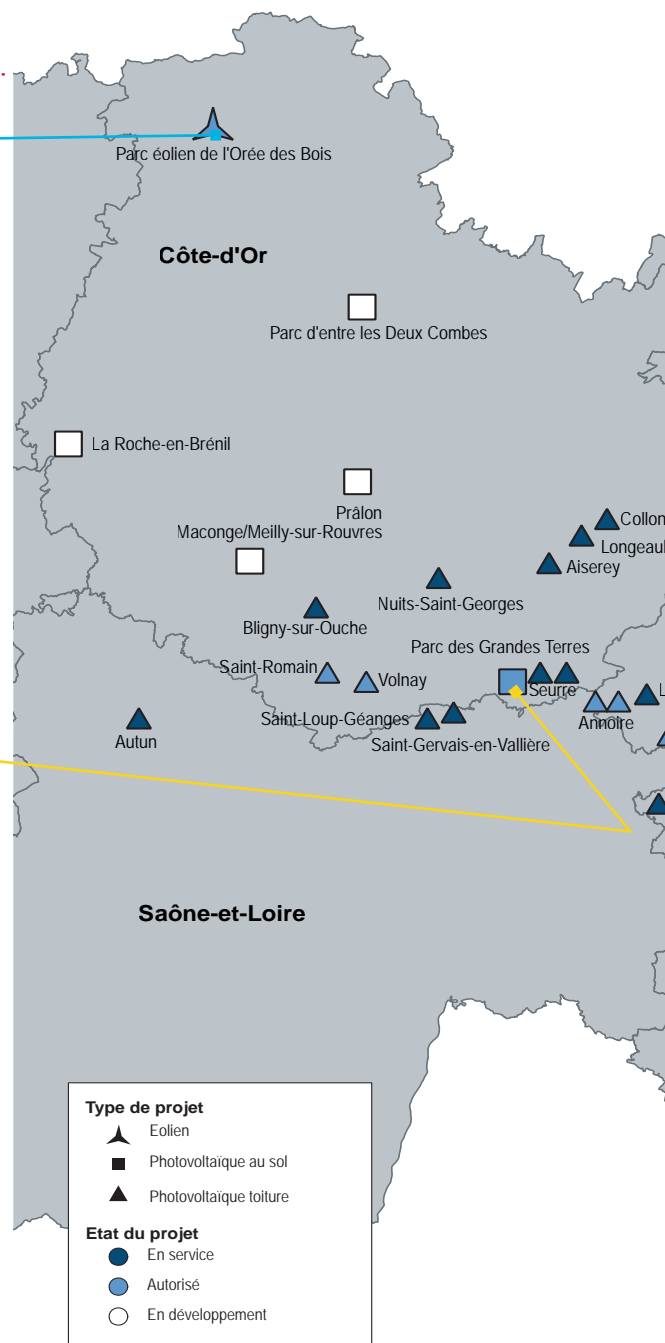 Parc éolien de l'Orée des Bois
Côte-d'Or
Parc d'entre les Deux Combes
La Roche-en-Brénil
Prâlon
Maconge/Meilly-sur-Rouvres
Collon
Longeaul
Aiserey
Nuits-Saint-Georges
Bligny-sur-Ouche
Parc des Grandes Terres
Saint-Romain
Volnay
Seurre
L
Saint-Loup-Géanges
Annoire
Autun
Saint-Gervais-en-Vallière
Saône-et-Loire
Type de projet
Eolien
Photovoltaïque au sol
Photovoltaïque toiture
Etat du projet
En service
Autorisé
En développement